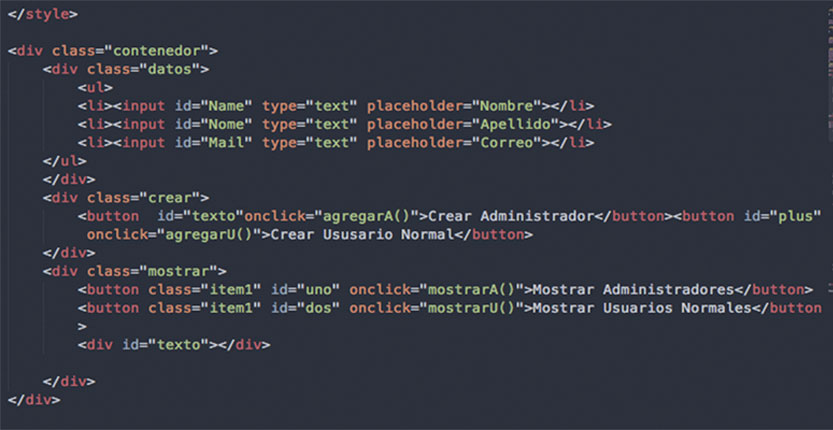 </style>
<div class="contenedor">
<div class="datos">
<ul>
<li><input id="Name" type="text" placeholder="Nombre"></li>
<li><input id="Nome" type="text" placeholder="Apellido"></li>
<li><input id="Mail" type="text" placeholder="Correo"></li>
</ul>
</div>
<div class="crear">
<button  id="texto"onclick="agregarA()">Crear Administrador</button><button id="plus"
onclick="agregarU()">Crear Ususario Normal</button>
</div>
<div class="mostrar">
<button class="item1" id="uno" onclick="mostrarA()">Mostrar Administradores</button>
<button class="item1" id="dos" onclick="mostrarU()">Mostrar Usuarios Normales</button
>
<div id="texto"></div>
</div>
</div>